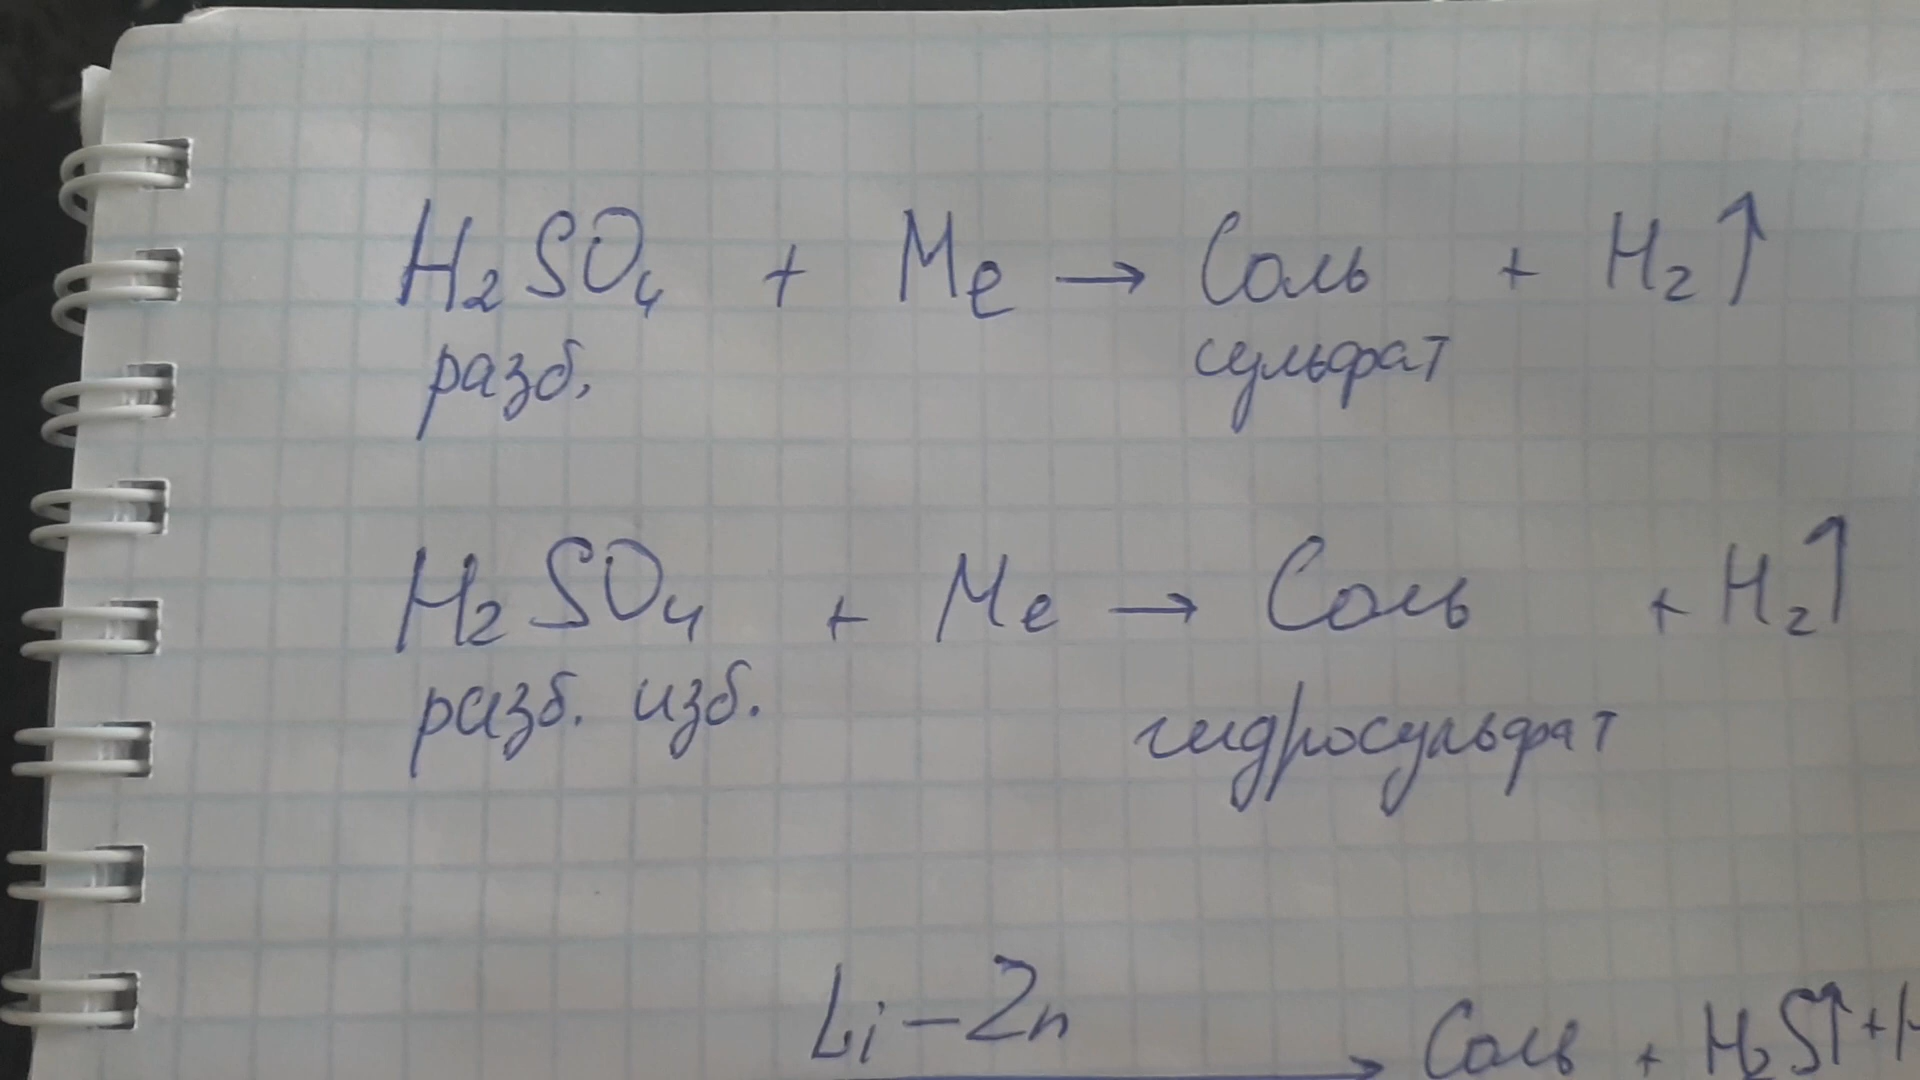 H₂SO₄ + Me → Соль + H₂↑
разб. сульфат
H₂SO₄ + Me → Соль + H₂↑
разб. изб. гидросульфат
Li–Zn
→ Соль + H₂S↑ +